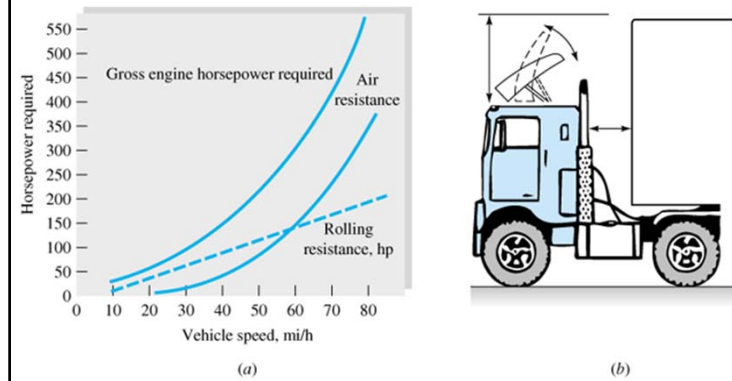 550
500
450
400
350
300
250
200
150
100
50
0
Horsepower required
Gross engine horsepower required
Air
resistance
Rolling
resistance, hp
0 10 20 30 40 50 60 70 80
Vehicle speed, mi/h
(a)
(b)